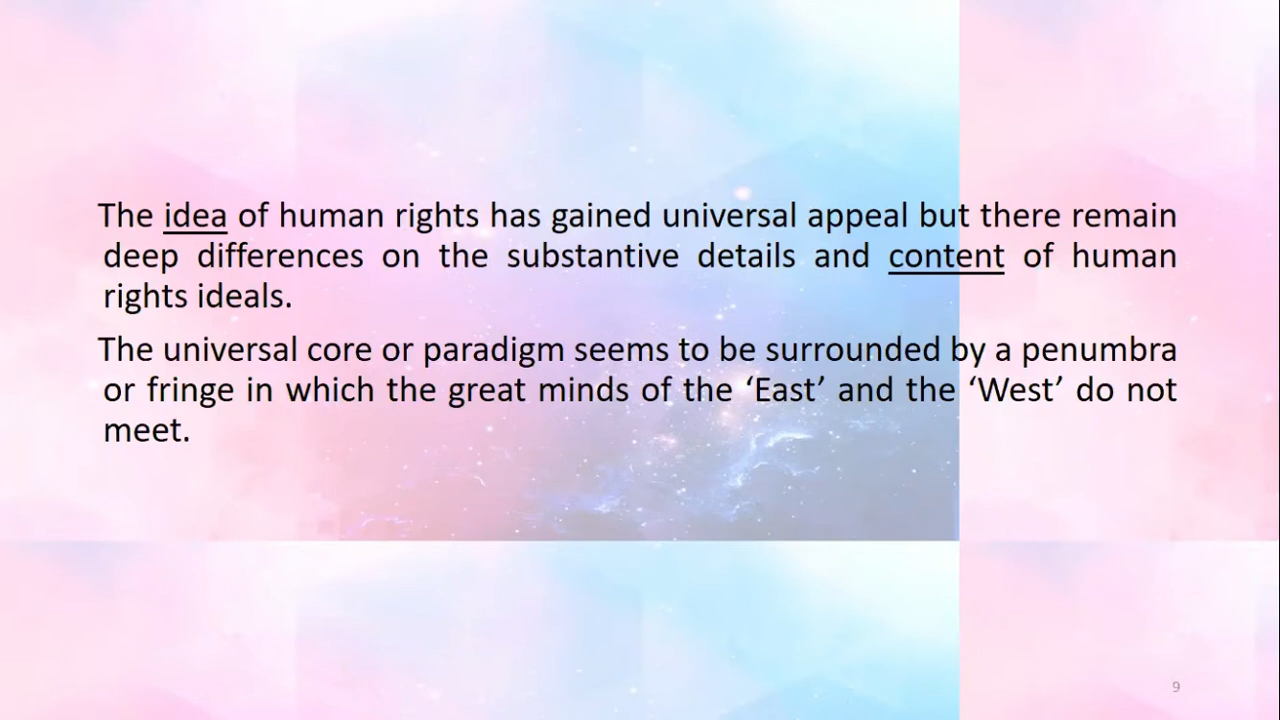 The idea of human rights has gained universal appeal but there remain
deep differences on the substantive details and content of human
rights ideals.
The universal core or paradigm seems to be surrounded by a penumbra
or fringe in which the great minds of the ‘East’ and the ‘West’ do not
meet.
9